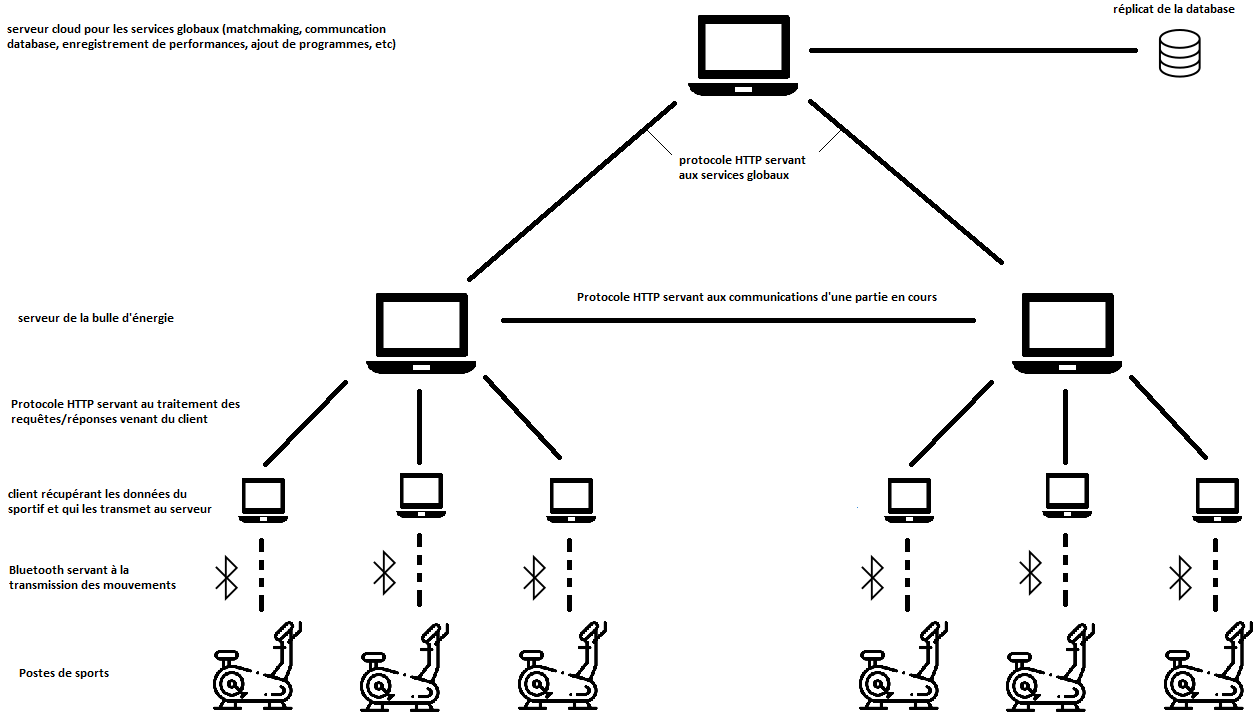 réplicat de la database
serveur cloud pour les services globaux (matchmaking, communcation
database, enregistrement de performances, ajout de programmes, etc)
protocole HTTP servant
aux services globaux
Protocole HTTP servant aux communications d'une partie en cours
serveur de la bulle d'énergie
Protocole HTTP servant au traitement des
requêtes/réponses venant du client
client récupérant les données du
sportif et qui les transmet au serveur
Bluetooth servant à la
transmission des mouvements
Postes de sports